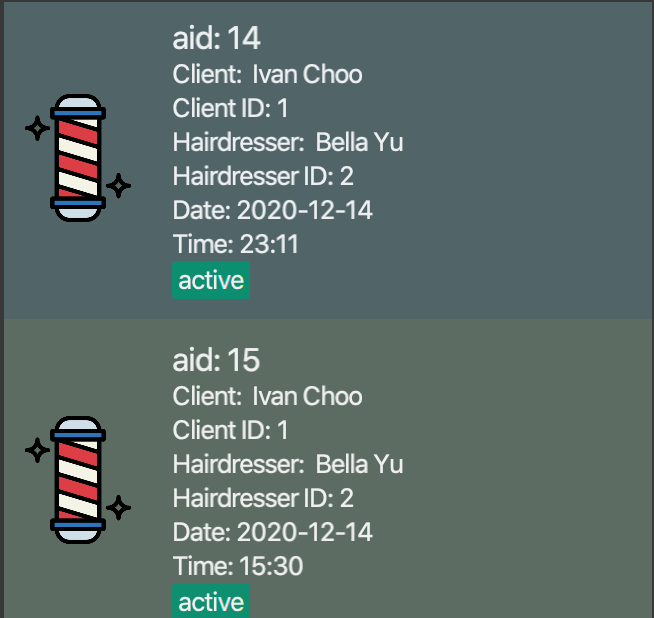 aid: 14
Client: Ivan Choo
Client ID: 1
Hairdresser: Bella Yu
Hairdresser ID: 2
Date: 2020-12-14
Time: 23:11
active
aid: 15
Client: Ivan Choo
Client ID: 1
Hairdresser: Bella Yu
Hairdresser ID: 2
Date: 2020-12-14
Time: 15:30
active